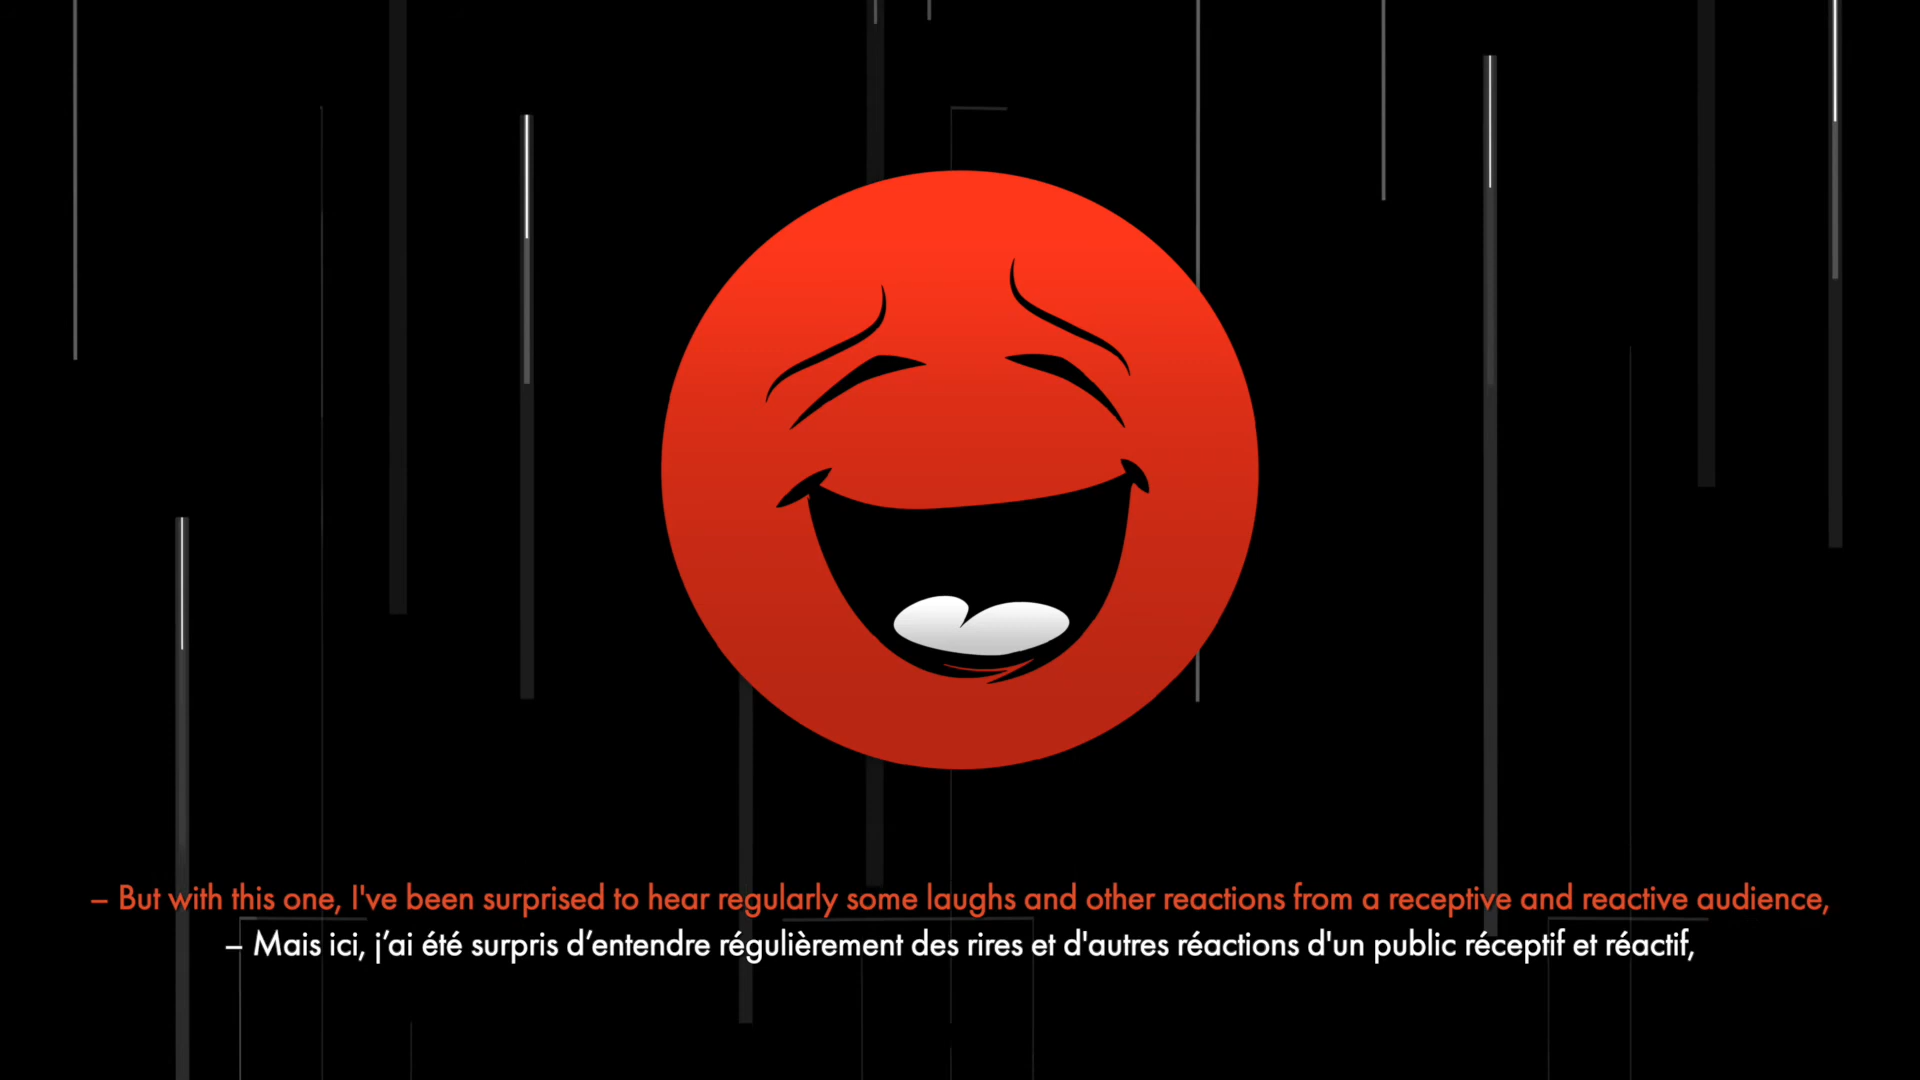 – But with this one, I've been surprised to hear regularly some laughs and other reactions from a receptive and reactive audience,
– Mais ici, j’ai été surpris d’entendre régulièrement des rires et d'autres réactions d'un public réceptif et réactif,